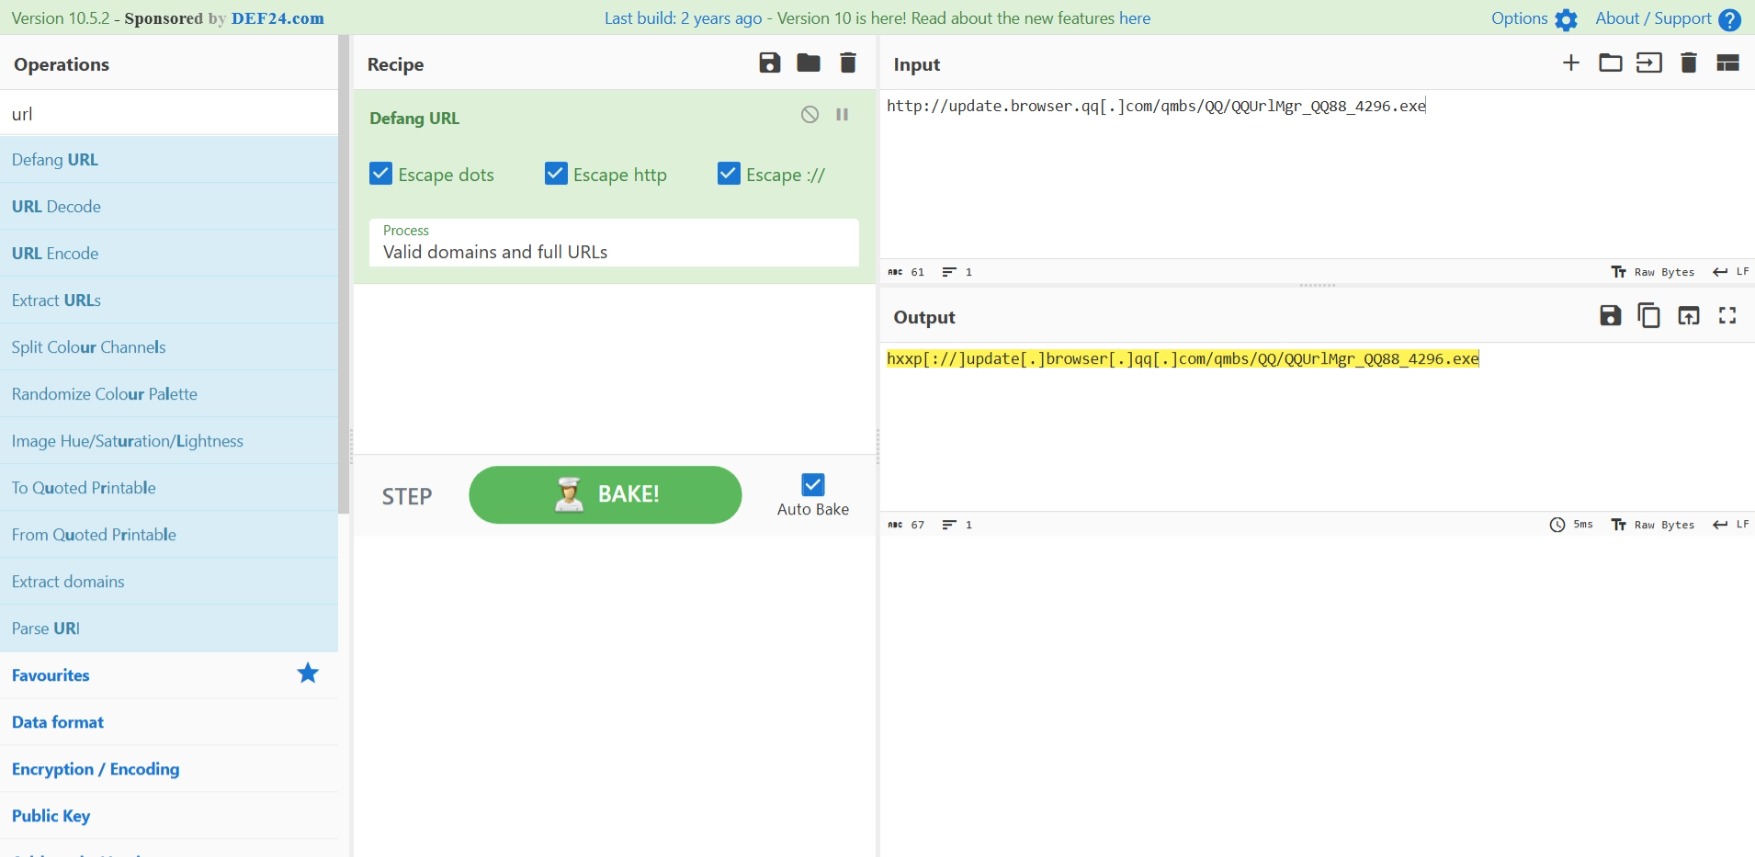 Version 10.5.2 - Sponsored by DEF24.com
Last build: 2 years ago - Version 10 is here! Read about the new features here
Options
About / Support
Operations
url
Defang URL
URL Decode
URL Encode
Extract URLs
Split Colour Channels
Randomize Colour Palette
Image Hue/Saturation/Lightness
To Quoted Printable
From Quoted Printable
Extract domains
Parse URI
Favourites
Data format
Encryption / Encoding
Public Key
Recipe
Defang URL
Escape dots
Escape http
Escape ://
Process
Valid domains and full URLs
STEP
BAKE!
Auto Bake
Input
http://update.browser.qq[.]com/qmbs/QQ/QQUrlMgr_QQ88_4296.exe
ABC 61 1
Raw Bytes LF
Output
hxxp[://]update[.]browser[.]qq[.]com/qmbs/QQ/QQUrlMgr_QQ88_4296.exe
ABC 67 1
5ms Raw Bytes LF